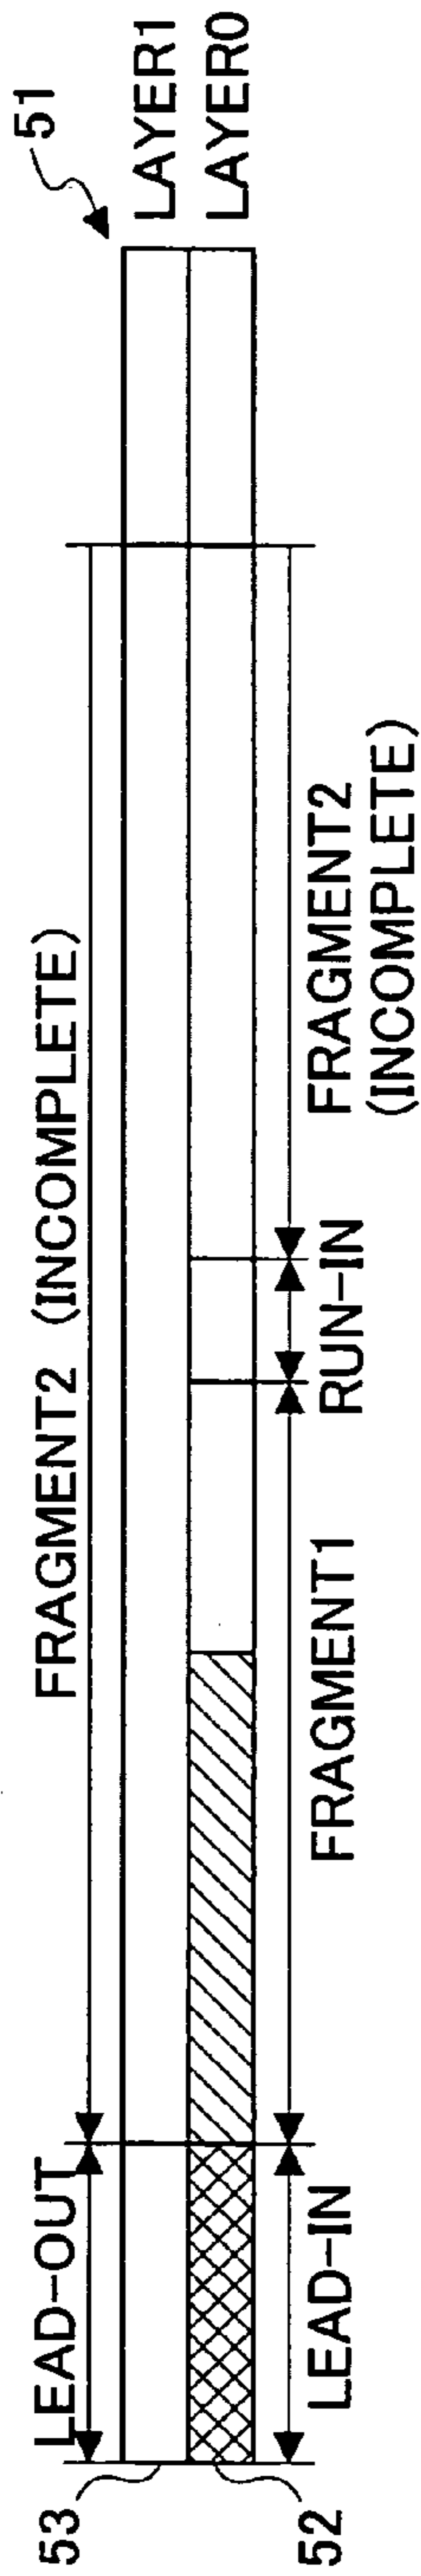 51
LEAD-OUT
FRAGMENT2 (INCOMPLETE)
53
LAYER1
LAYER0
52
LEAD-IN
FRAGMENT1
RUN-IN
FRAGMENT2
(INCOMPLETE)